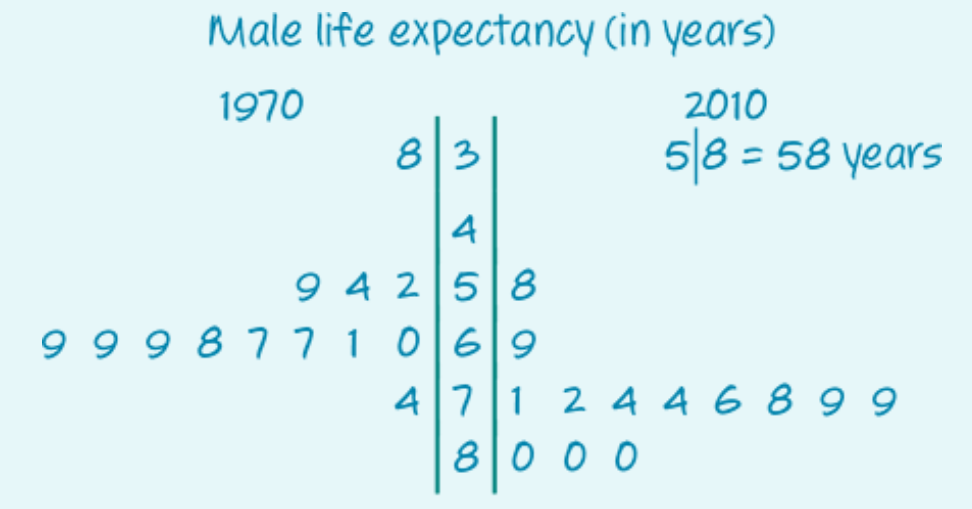 Male life expectancy (in years)
1970 2010
8 | 3 | 5|8 = 58 years
| 4 |
9 4 2 | 5 | 8
9 9 9 8 7 7 1 0 | 6 | 9
4 | 7 | 1 2 4 4 6 8 9 9
| 8 | 0 0 0